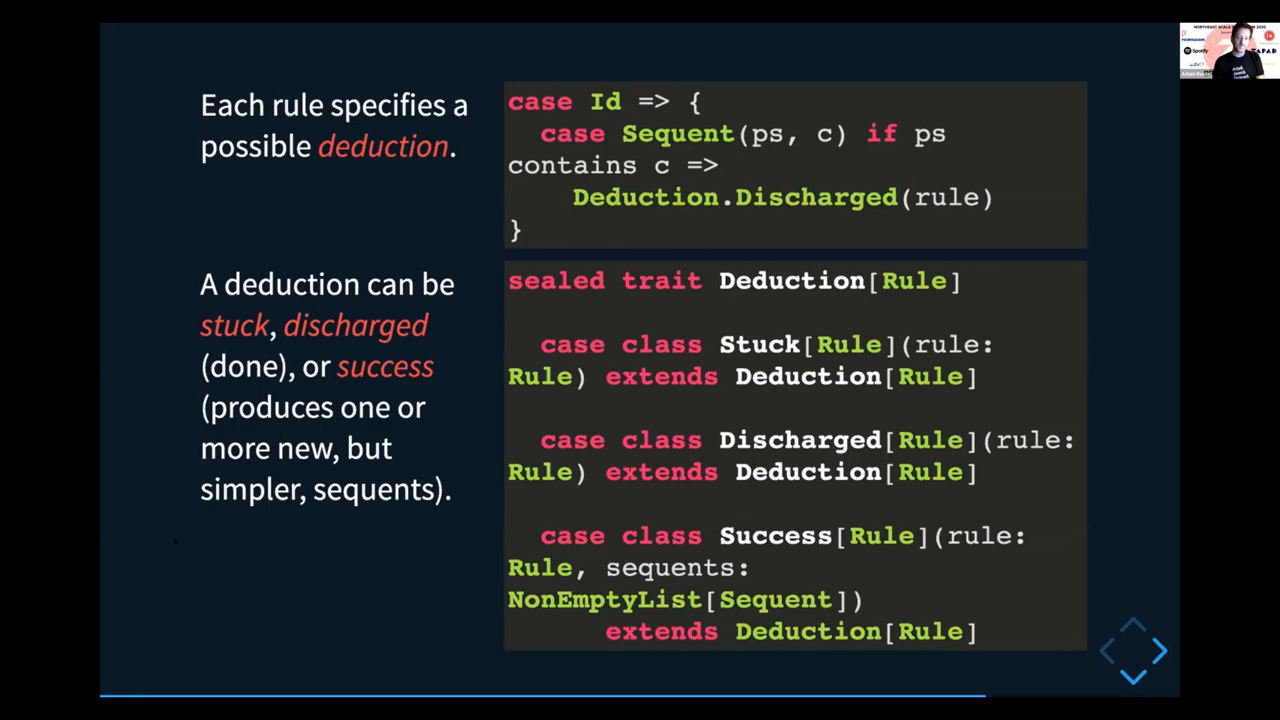 Each rule specifies a
possible deduction.
case Id => {
  case Sequent(ps, c) if ps
contains c =>
    Deduction.Discharged(rule)
}
A deduction can be
stuck, discharged
(done), or success
(produces one or
more new, but
simpler, sequents).
sealed trait Deduction[Rule]
  case class Stuck[Rule](rule:
Rule) extends Deduction[Rule]
  case class Discharged[Rule](rule:
Rule) extends Deduction[Rule]
  case class Success[Rule](rule:
Rule, sequents:
NonEmptyList[Sequent])
      extends Deduction[Rule]
FOURSQUARE
Spotify